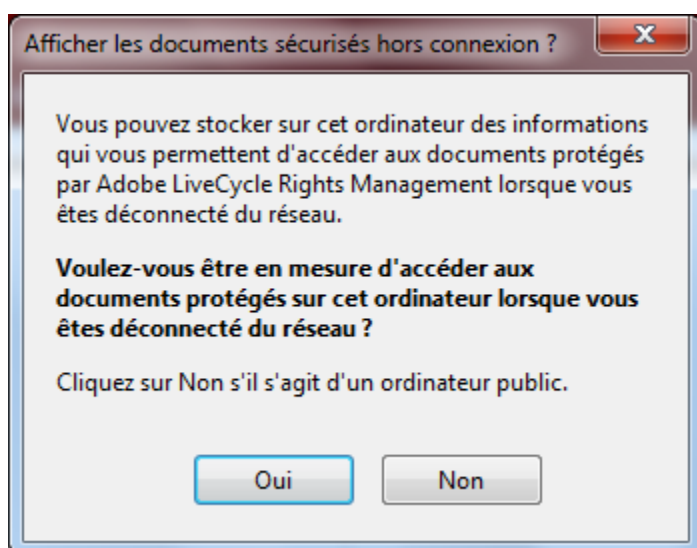 Afficher les documents sécurisés hors connexion ?
Vous pouvez stocker sur cet ordinateur des informations
qui vous permettent d'accéder aux documents protégés
par Adobe LiveCycle Rights Management lorsque vous
êtes déconnecté du réseau.
Voulez-vous être en mesure d'accéder aux
documents protégés sur cet ordinateur lorsque vous
êtes déconnecté du réseau ?
Cliquez sur Non s'il s'agit d'un ordinateur public.
Oui
Non